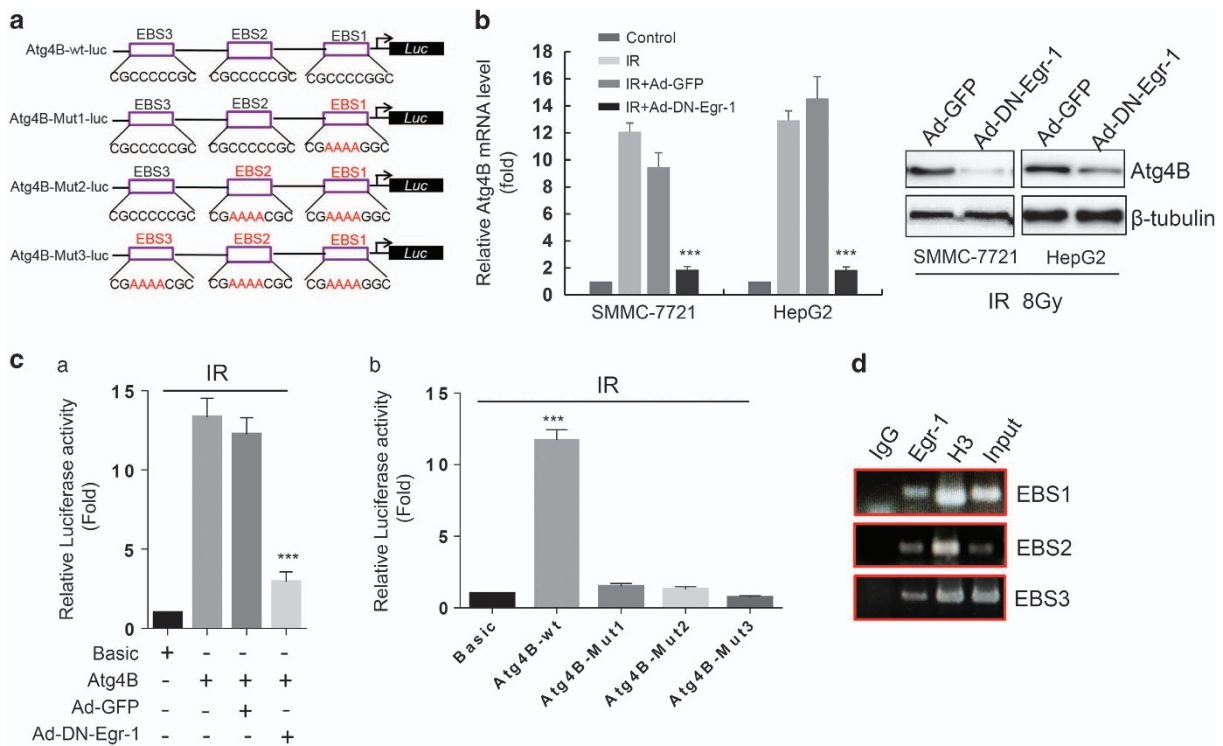 a
EBS3 EBS2 EBS1
Atg4B-wt-luc Luc
CGCCCCCGC CGCCCCCGC CGCCCCGGC
EBS3 EBS2 EBS1
Atg4B-Mut1-luc Luc
CGCCCCCGC CGCCCCCGC CGAAAAGGC
EBS3 EBS2 EBS1
Atg4B-Mut2-luc Luc
CGCCCCCGC CGAAAACGC CGAAAAGGC
EBS3 EBS2 EBS1
Atg4B-Mut3-luc Luc
CGAAAACGC CGAAAACGC CGAAAAGGC
b
Relative Atg4B mRNA level
(fold)
18
16
14
12
10
8
6
4
2
0
Control
IR
IR+Ad-GFP
IR+Ad-DN-Egr-1
*** ***
SMMC-7721 HepG2
Ad-GFP Ad-DN-Egr-1 Ad-GFP Ad-DN-Egr-1
Atg4B
β-tubulin
SMMC-7721 HepG2
IR 8Gy
c
a
IR
Relative Luciferase activity
(Fold)
15
10
5
0
***
Basic + - - -
Atg4B - + + +
Ad-GFP - - + -
Ad-DN-Egr-1 - - - +
b
IR
Relative Luciferase activity
(Fold)
15
10
5
0
***
Basic Atg4B-wt Atg4B-Mut1 Atg4B-Mut2 Atg4B-Mut3
d
IgG Egr-1 H3 Input
EBS1
EBS2
EBS3